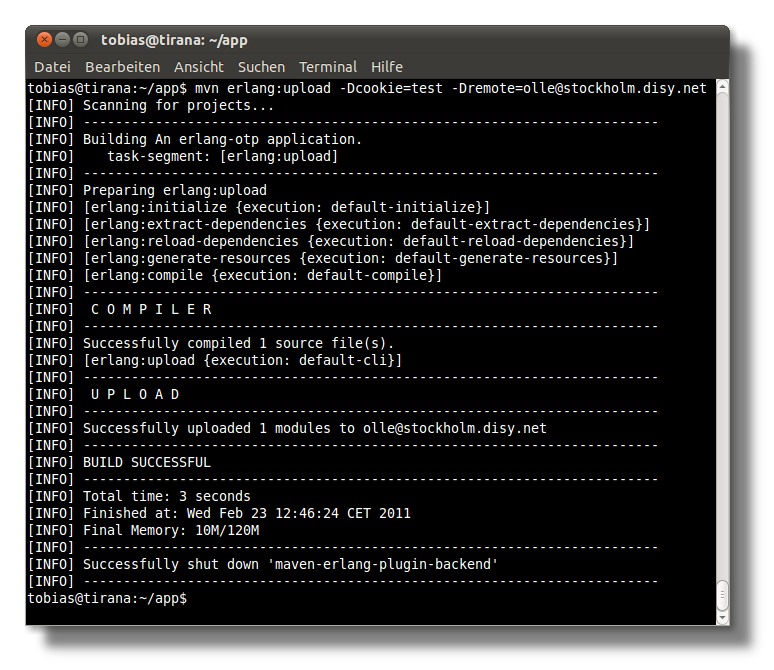 tobias@tirana: ~/app
Datei Bearbeiten Ansicht Suchen Terminal Hilfe
tobias@tirana:~/app$ mvn erlang:upload -Dcookie=test -Dremote=olle@stockholm.disy.net
[INFO] Scanning for projects...
[INFO] ------------------------------------------------------------------------
[INFO] Building An erlang-otp application.
[INFO]    task-segment: [erlang:upload]
[INFO] ------------------------------------------------------------------------
[INFO] Preparing erlang:upload
[INFO] [erlang:initialize {execution: default-initialize}]
[INFO] [erlang:extract-dependencies {execution: default-extract-dependencies}]
[INFO] [erlang:reload-dependencies {execution: default-reload-dependencies}]
[INFO] [erlang:generate-resources {execution: default-generate-resources}]
[INFO] [erlang:compile {execution: default-compile}]
[INFO] ------------------------------------------------------------------------
[INFO]  C O M P I L E R
[INFO] ------------------------------------------------------------------------
[INFO] Successfully compiled 1 source file(s).
[INFO] [erlang:upload {execution: default-cli}]
[INFO] ------------------------------------------------------------------------
[INFO]  U P L O A D
[INFO] ------------------------------------------------------------------------
[INFO] Successfully uploaded 1 modules to olle@stockholm.disy.net
[INFO] ------------------------------------------------------------------------
[INFO] BUILD SUCCESSFUL
[INFO] ------------------------------------------------------------------------
[INFO] Total time: 3 seconds
[INFO] Finished at: Wed Feb 23 12:46:24 CET 2011
[INFO] Final Memory: 10M/120M
[INFO] ------------------------------------------------------------------------
[INFO] Successfully shut down 'maven-erlang-plugin-backend'
[INFO] ------------------------------------------------------------------------
tobias@tirana:~/app$